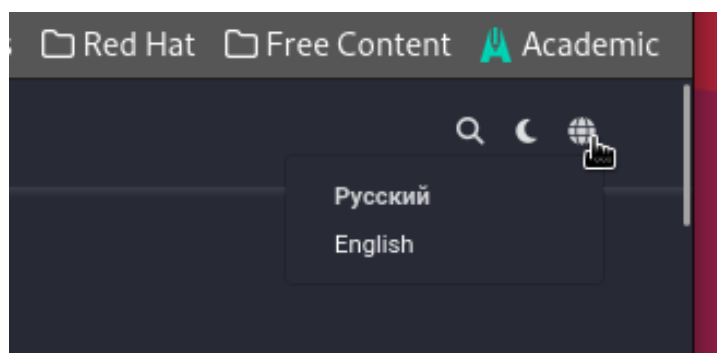 Red Hat Free Content Academic
Русский
English